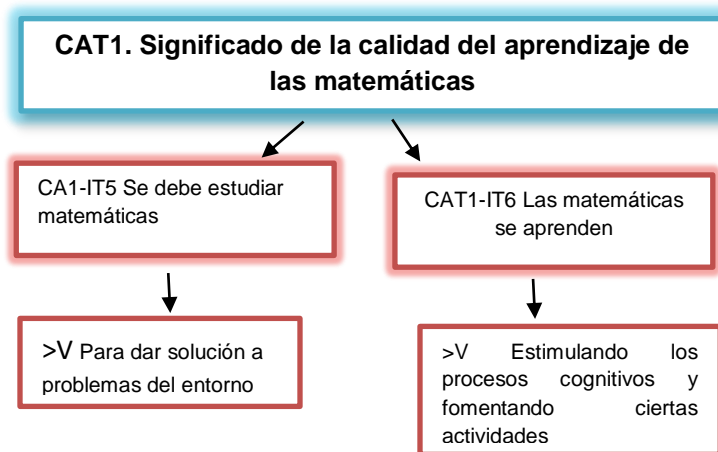 CAT1. Significado de la calidad del aprendizaje de
las matemáticas
CA1-IT5 Se debe estudiar
matemáticas
CAT1-IT6 Las matemáticas
se aprenden
>V Para dar solución a
problemas del entorno
>V Estimulando los
procesos cognitivos y
fomentando ciertas
actividades